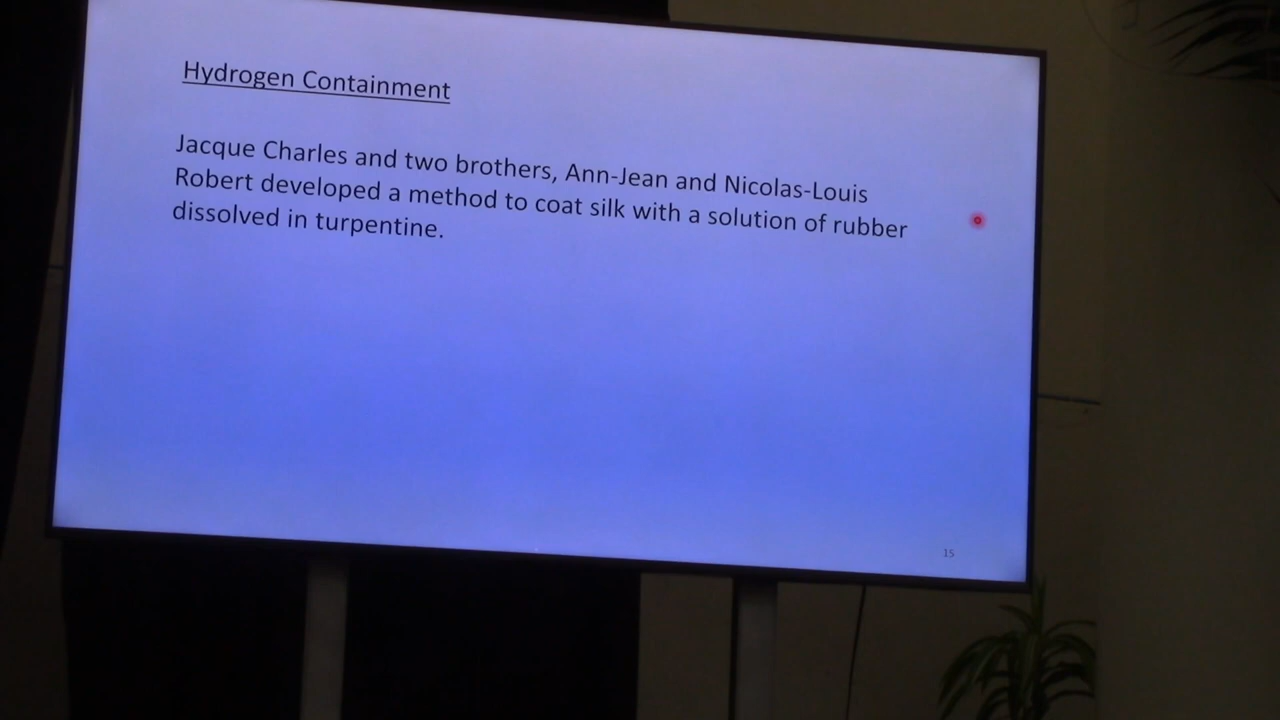 Hydrogen Containment
Jacque Charles and two brothers, Ann-Jean and Nicolas-Louis
Robert developed a method to coat silk with a solution of rubber
dissolved in turpentine.
15